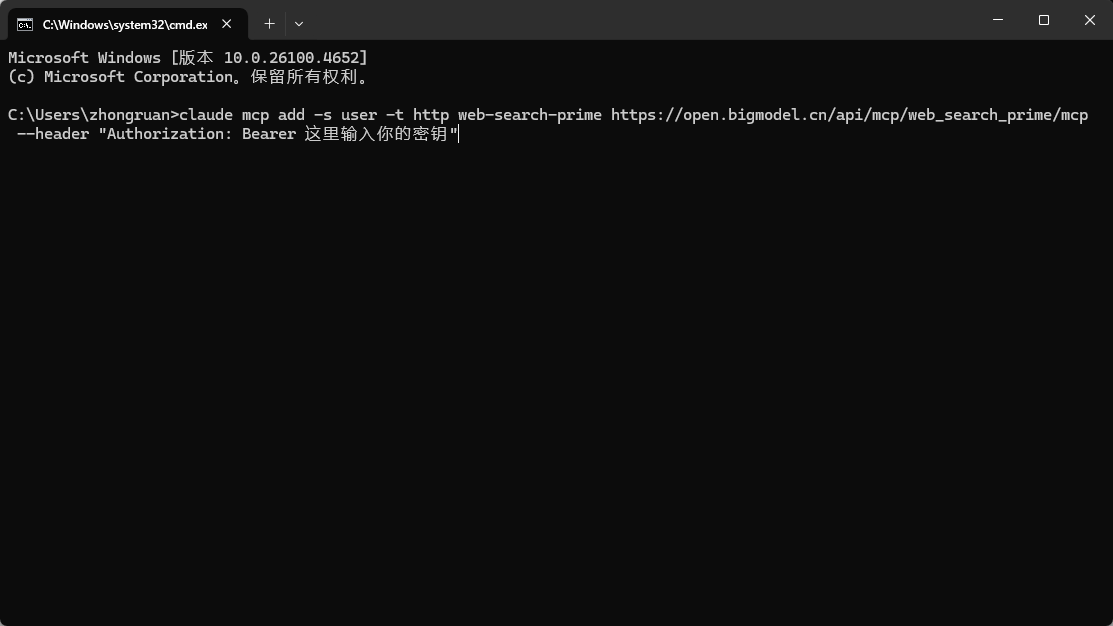 C:\Windows\system32\cmd.ex
Microsoft Windows [版本 10.0.26100.4652]
(c) Microsoft Corporation。保留所有权利。
C:\Users\zhongruan>claude mcp add -s user -t http web-search-prime https://open.bigmodel.cn/api/mcp/web_search_prime/mcp
--header "Authorization: Bearer 这里输入你的密钥"